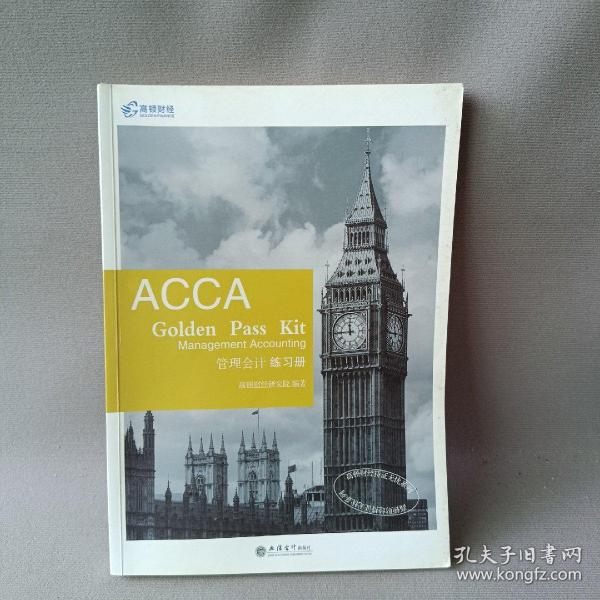 高顿财经
GOLDEN FINANCE
ACCA
Golden Pass Kit
Management Accounting
管理会计 练习册
高顿财经研究院 编著
立信会计出版社
孔夫子旧书网
www.kongfz.com